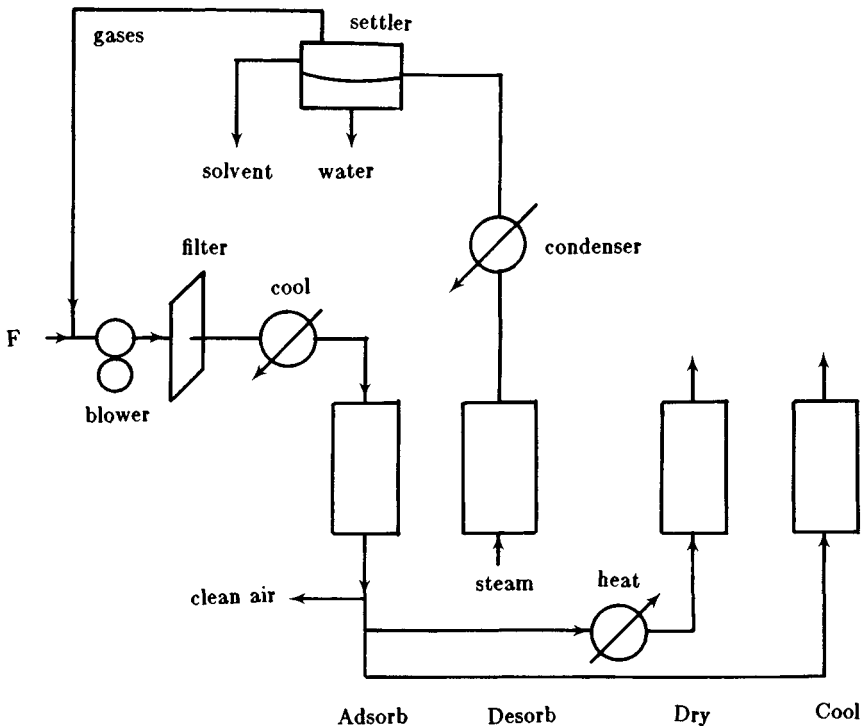 settler
gases
solvent
water
filter
condenser
cool
F
blower
steam
heat
clean air
Adsorb
Desorb
Dry
Cool